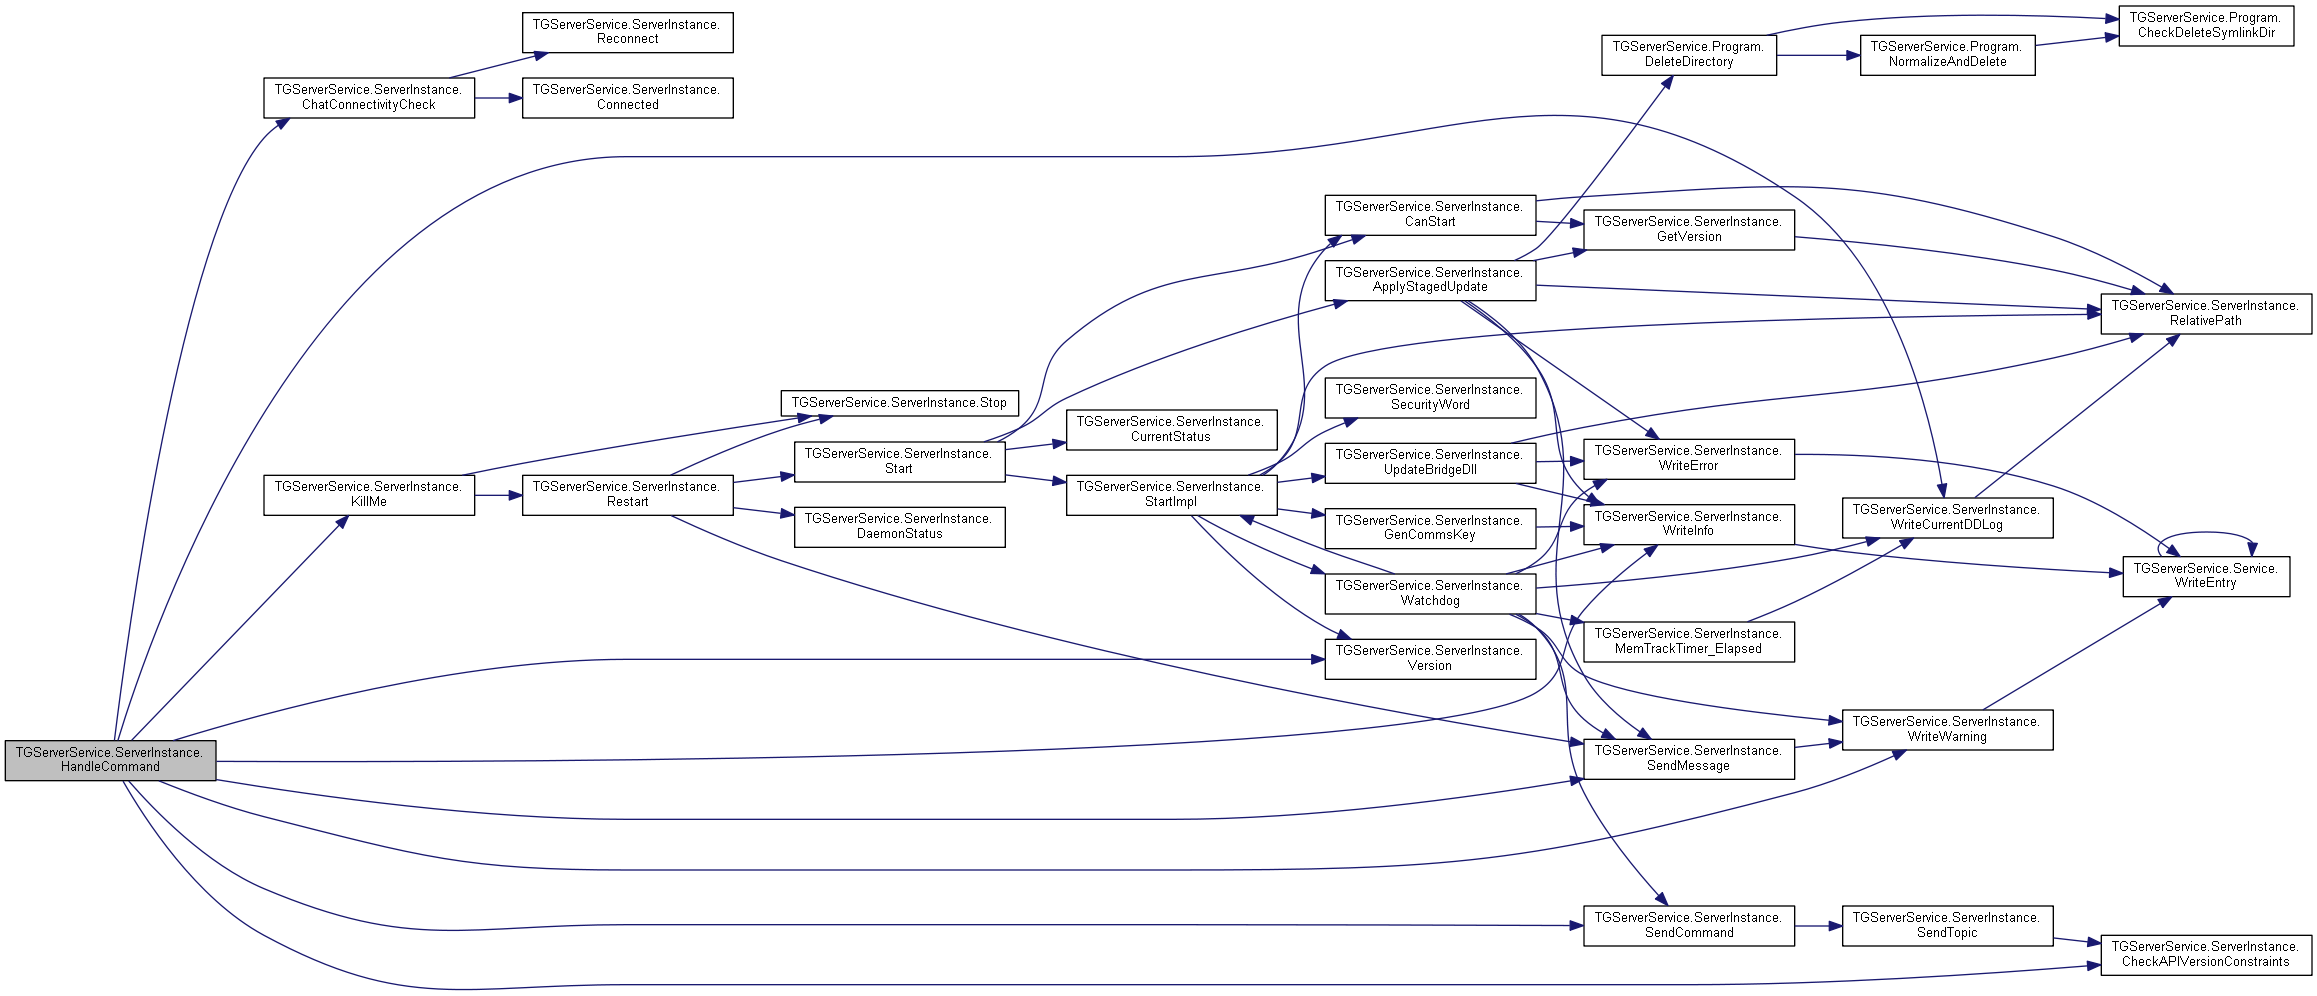 TGServerService.ServerInstance.
HandleCommand
TGServerService.ServerInstance.
ChatConnectivityCheck
TGServerService.ServerInstance.
Reconnect
TGServerService.ServerInstance.
Connected
TGServerService.ServerInstance.
KillMe
TGServerService.ServerInstance.
Restart
TGServerService.ServerInstance.Stop
TGServerService.ServerInstance.
Start
TGServerService.ServerInstance.
DaemonStatus
TGServerService.ServerInstance.
CurrentStatus
TGServerService.ServerInstance.
StartImpl
TGServerService.ServerInstance.
CanStart
TGServerService.ServerInstance.
ApplyStagedUpdate
TGServerService.ServerInstance.
SecurityWord
TGServerService.ServerInstance.
UpdateBridgeDll
TGServerService.ServerInstance.
GenCommsKey
TGServerService.ServerInstance.
Watchdog
TGServerService.ServerInstance.
Version
TGServerService.Program.
DeleteDirectory
TGServerService.ServerInstance.
GetVersion
TGServerService.ServerInstance.
WriteError
TGServerService.ServerInstance.
WriteInfo
TGServerService.ServerInstance.
MemTrackTimer_Elapsed
TGServerService.ServerInstance.
SendMessage
TGServerService.ServerInstance.
SendCommand
TGServerService.Program.
NormalizeAndDelete
TGServerService.ServerInstance.
WriteCurrentDDLog
TGServerService.ServerInstance.
WriteWarning
TGServerService.ServerInstance.
SendTopic
TGServerService.Program.
CheckDeleteSymlinkDir
TGServerService.ServerInstance.
RelativePath
TGServerService.Service.
WriteEntry
TGServerService.ServerInstance.
CheckAPIVersionConstraints